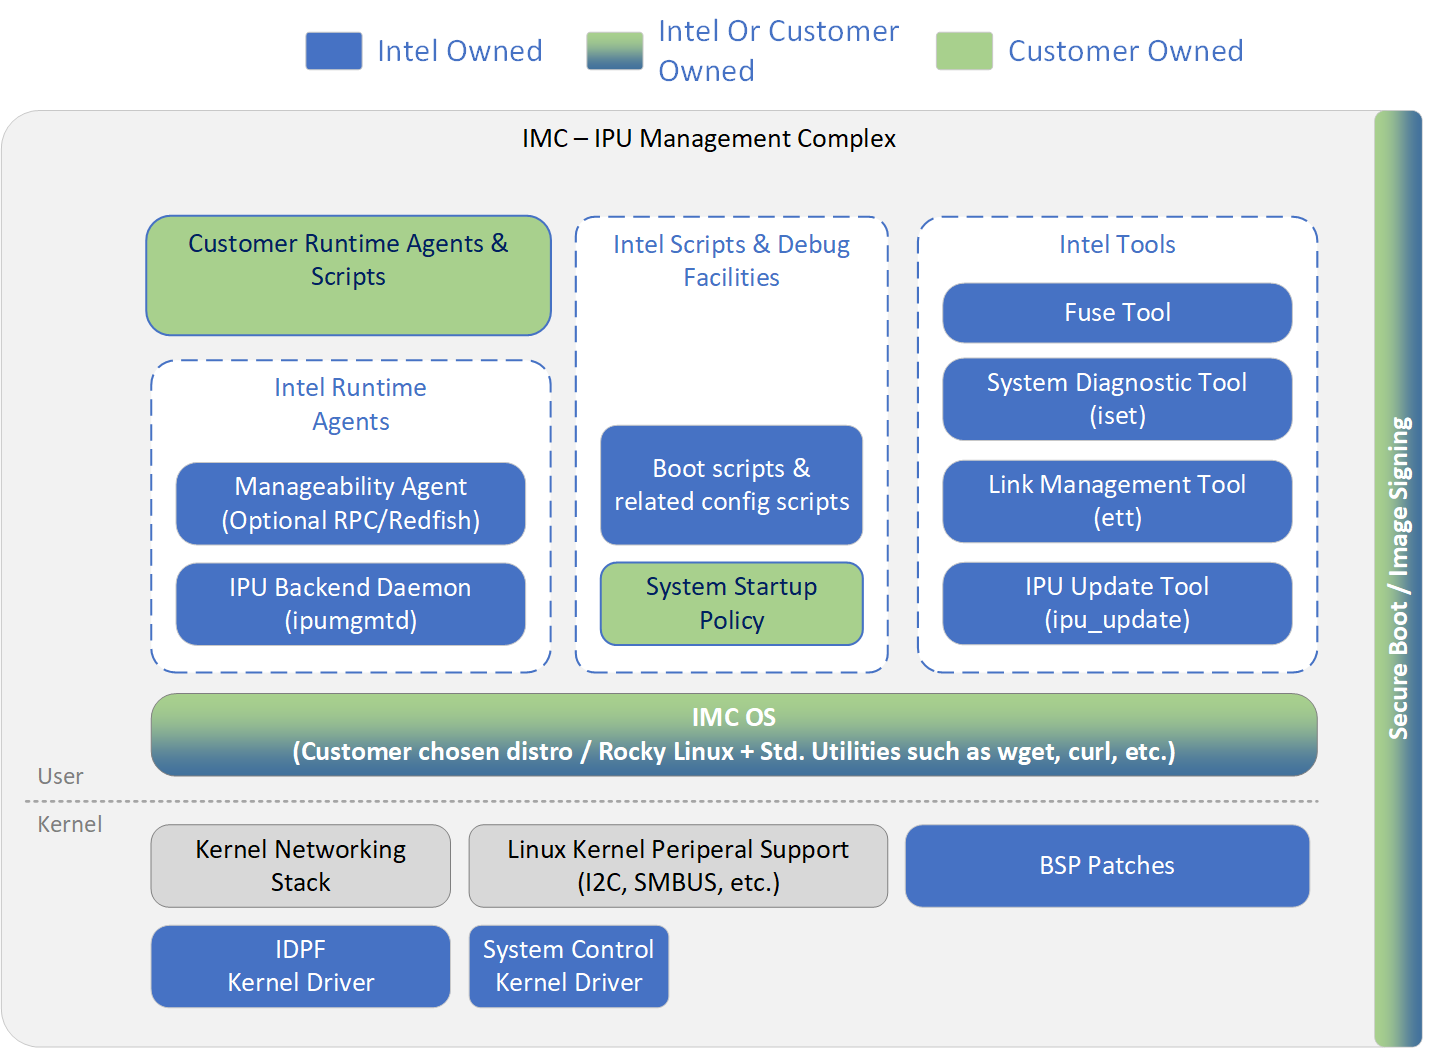 Intel Owned
Intel Or Customer
Owned
Customer Owned
IMC – IPU Management Complex
Customer Runtime Agents &
Scripts
Intel Runtime
Agents
Manageability Agent
(Optional RPC/Redfish)
IPU Backend Daemon
(ipumgmtd)
Intel Scripts & Debug
Facilities
Boot scripts &
related config scripts
System Startup
Policy
Intel Tools
Fuse Tool
System Diagnostic Tool
(iset)
Link Management Tool
(ett)
IPU Update Tool
(ipu_update)
Secure Boot / Image Signing
IMC OS
(Customer chosen distro / Rocky Linux + Std. Utilities such as wget, curl, etc.)
User
Kernel
Kernel Networking
Stack
Linux Kernel Periperal Support
(I2C, SMBUS, etc.)
BSP Patches
IDPF
Kernel Driver
System Control
Kernel Driver